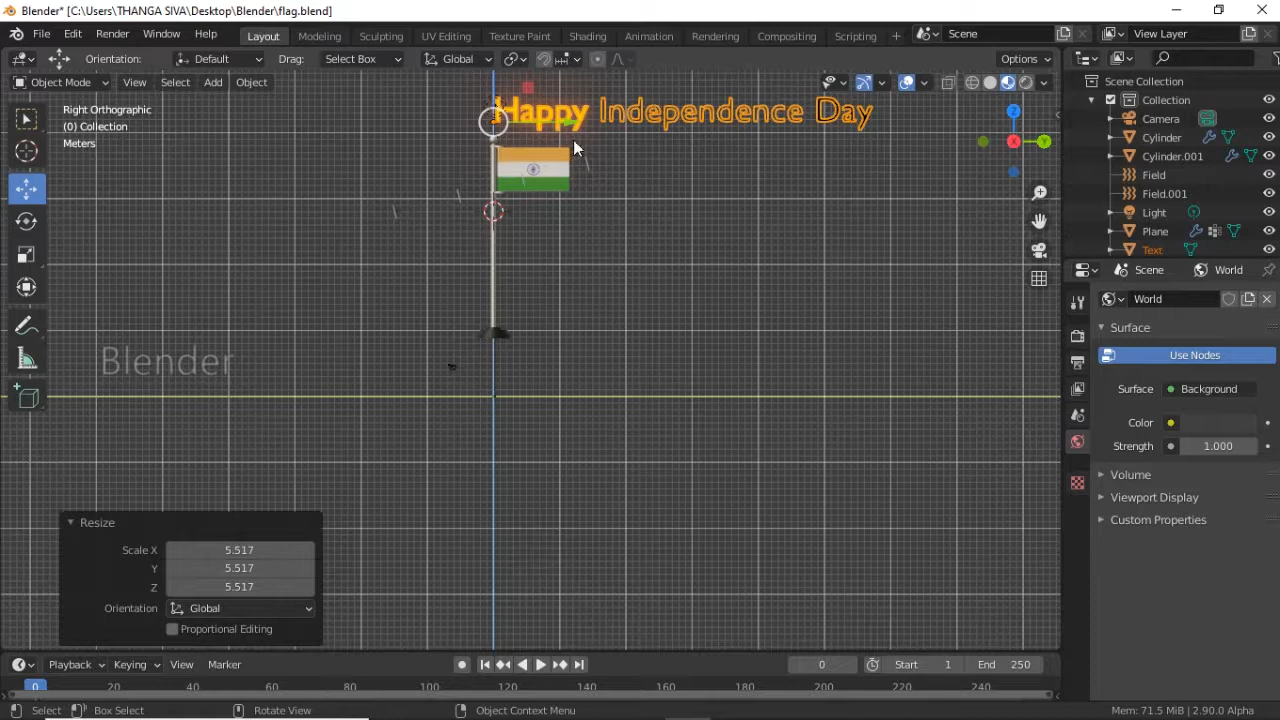 Blender* [C:\Users\THANGA SIVA\Desktop\Blender\flag.blend]
File Edit Render Window Help Layout Modeling Sculpting UV Editing Texture Paint Shading Animation Rendering Compositing Scripting + Scene View Layer
Orientation: Default Drag: Select Box Global Options
Object Mode View Select Add Object
Right Orthographic
(0) Collection
Meters
Happy Independence Day
Blender
Z
X
Y
Resize
Scale X 5.517
Y 5.517
Z 5.517
Orientation Global
Proportional Editing
Scene Collection
Collection
Camera
Cylinder
Cylinder.001
Field
Field.001
Light
Plane
Text
Scene World
World
Surface
Use Nodes
Surface Background
Color
Strength 1.000
Volume
Viewport Display
Custom Properties
Playback Keying View Marker 0 Start 1 End 250
0 20 40 60 80 100 120 140 160 180 200 220 240
Select Box Select Rotate View Object Context Menu Mem: 71.5 MiB | 2.90.0 Alpha